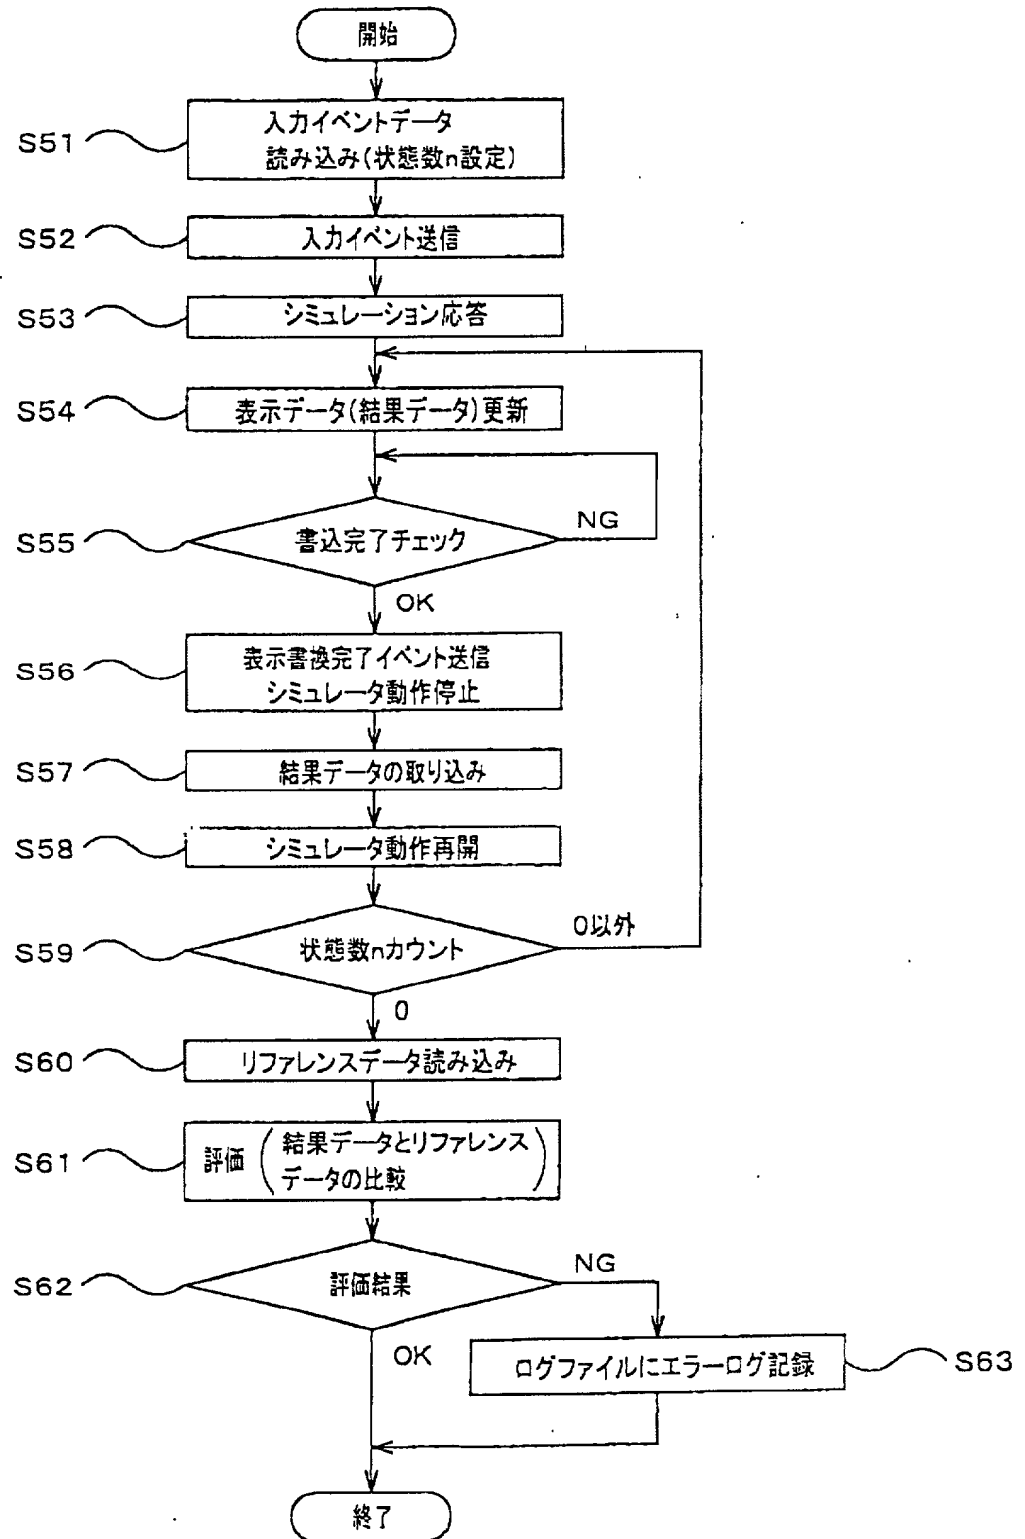 開始
S51
入力イベントデータ
読み込み(状態数n設定)
S52
入力イベント送信
S53
シミュレーション応答
S54
表示データ(結果データ)更新
S55
書込完了チェック
NG
OK
S56
表示書換完了イベント送信
シミュレータ動作停止
S57
結果データの取り込み
S58
シミュレータ動作再開
S59
状態数nカウント
0以外
0
S60
リファレンスデータ読み込み
S61
評価(結果データとリファレンス
データの比較)
S62
評価結果
NG
OK
ログファイルにエラーログ記録
S63
終了